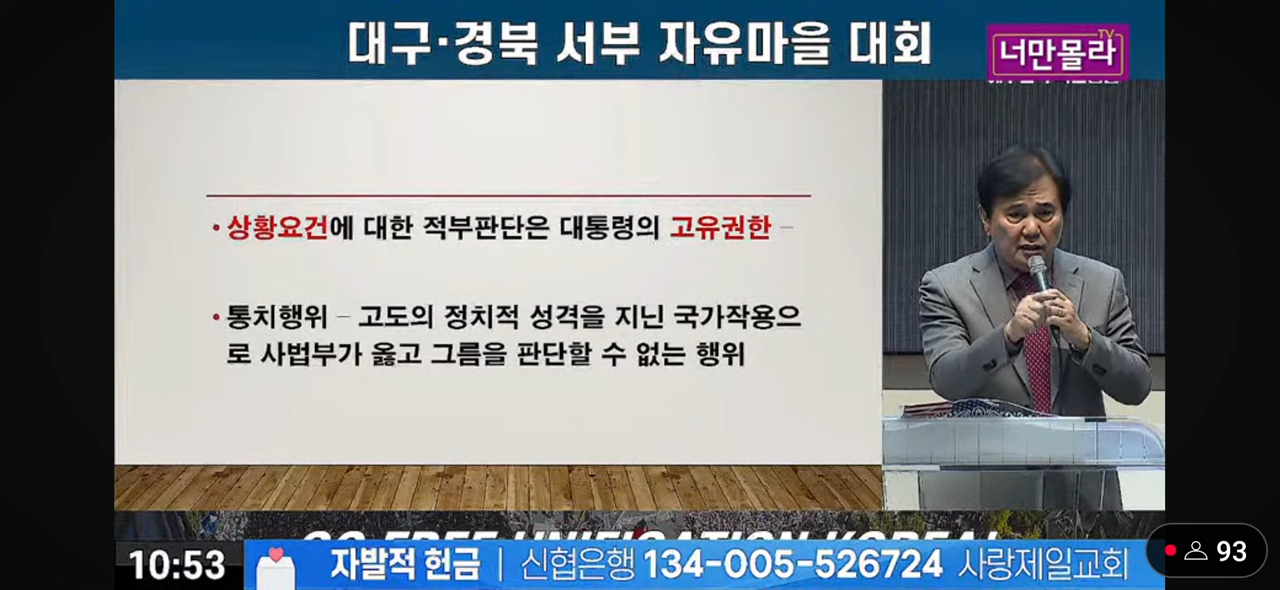 대구·경북 서부 자유마을 대회
너만몰라
TV
• 상황요건에 대한 적부판단은 대통령의 고유권한 –
• 통치행위 – 고도의 정치적 성격을 지닌 국가작용으
로 사법부가 옳고 그름을 판단할 수 없는 행위
GO FREE UNIFICATION KOREA!
10:53
자발적 헌금 | 신협은행 134-005-526724 사랑제일교회
93